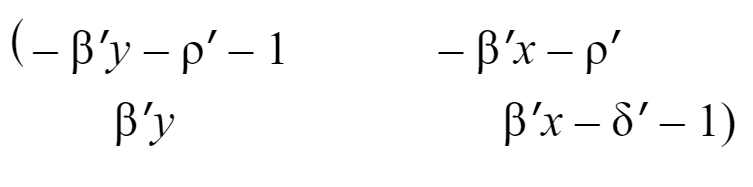 (– β′y – ρ′ – 1 – β′x – ρ′
β′y β′x – δ′ – 1)